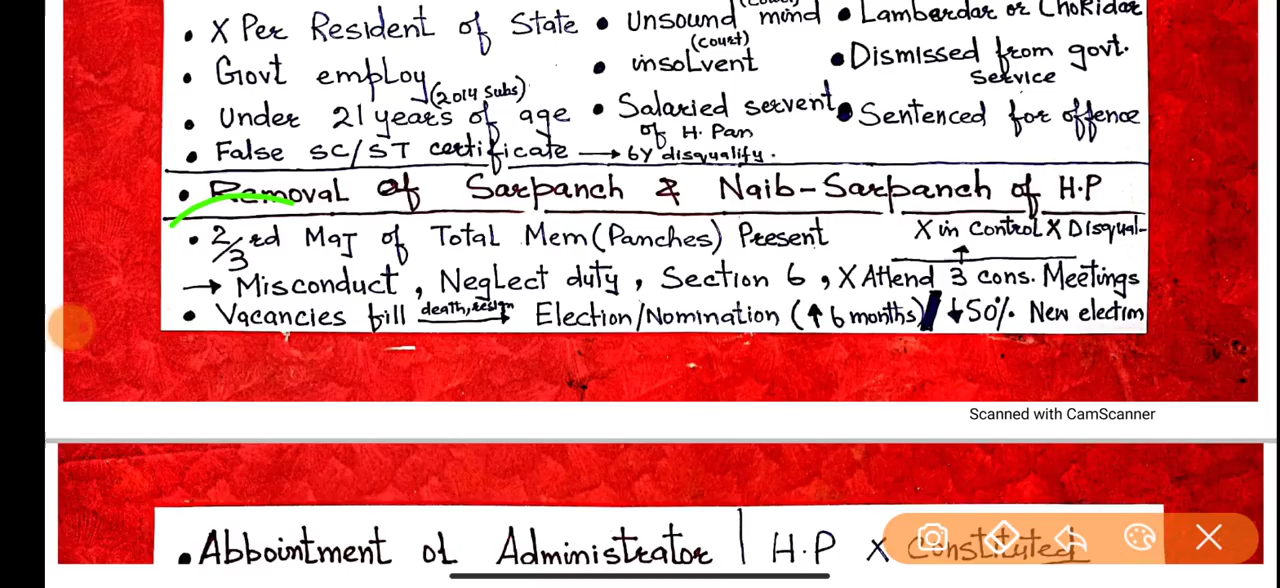 • X Per Resident of State • Unsound mind • Lambardar or Chokidar
(court)
• Govt employ • insolvent • Dismissed from govt. service
(2014 subs)
• Under 21 years of age • Salaried servent of H. Pan • Sentenced for offence
• False SC/ST certificate → 6Y disqualify.
• Removal of Sarpanch & Naib-Sarpanch of H.P
• 2/3 rd Maj of Total Mem (Panches) Present X in control X Disqual-
→ Misconduct, Neglect duty, Section 6, X Attend 3 cons. Meetings
• Vacancies fill death, resign → Election/Nomination (↑ 6 months) / ↓ 50%. New election
Scanned with CamScanner
• Abbointment of Administrator | H.P X Constituted